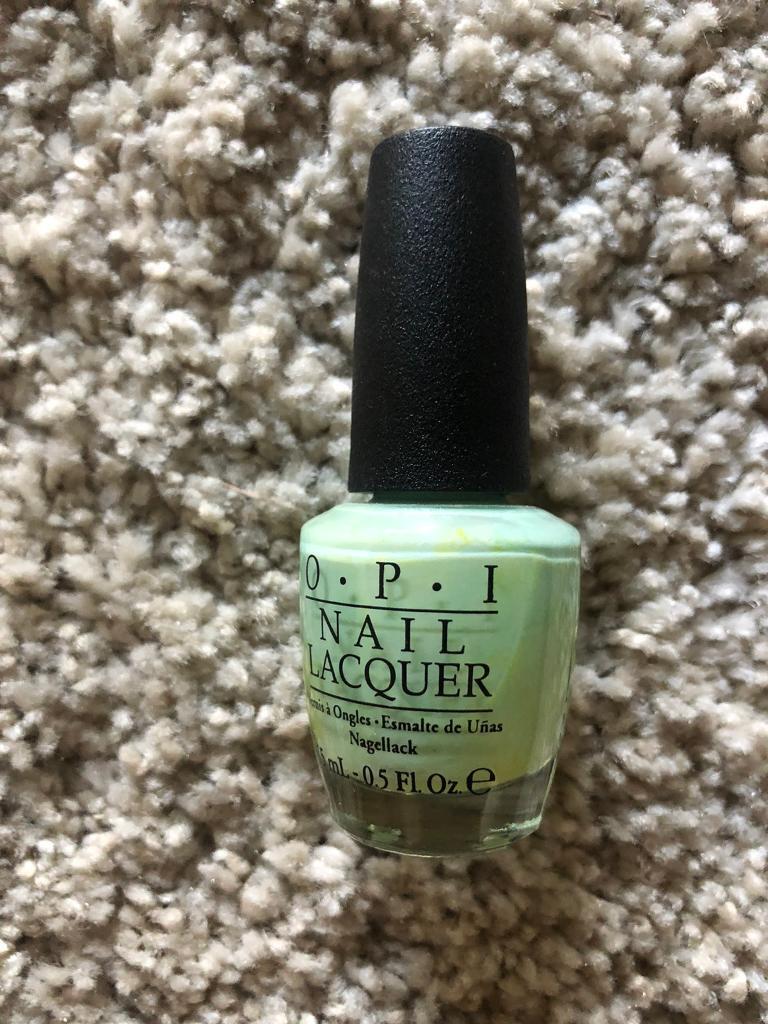 O·P·I
NAIL
LACQUER
à Ongles · Esmalte de Uñas
Nagellack
mL - 0.5 Fl. Oz. e